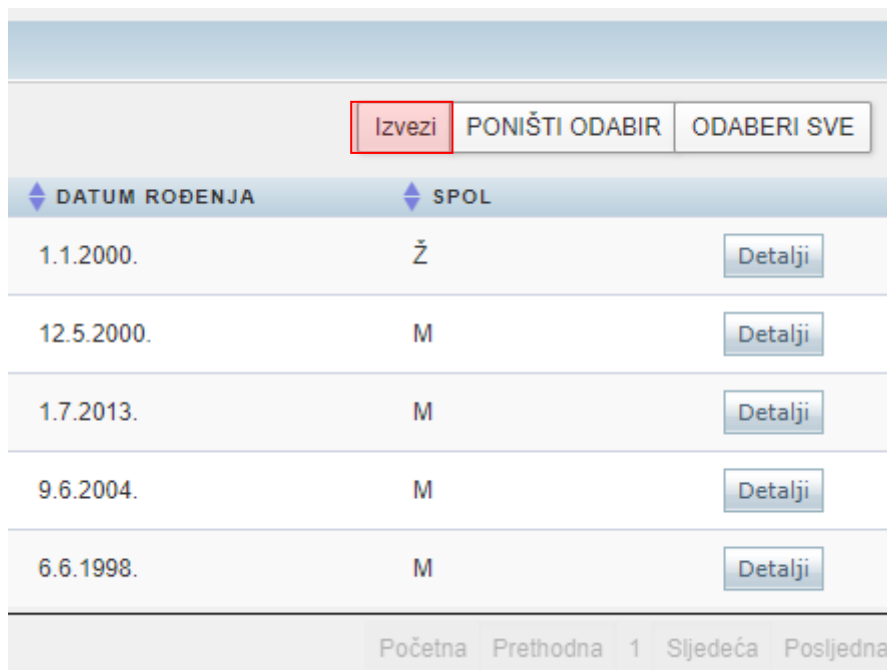 Izvezi PONIŠTI ODABIR ODABERI SVE
DATUM ROĐENJA SPOL
1.1.2000. Ž Detalji
12.5.2000. M Detalji
1.7.2013. M Detalji
9.6.2004. M Detalji
6.6.1998. M Detalji
Početna Prethodna 1 Sljedeća Posljedna